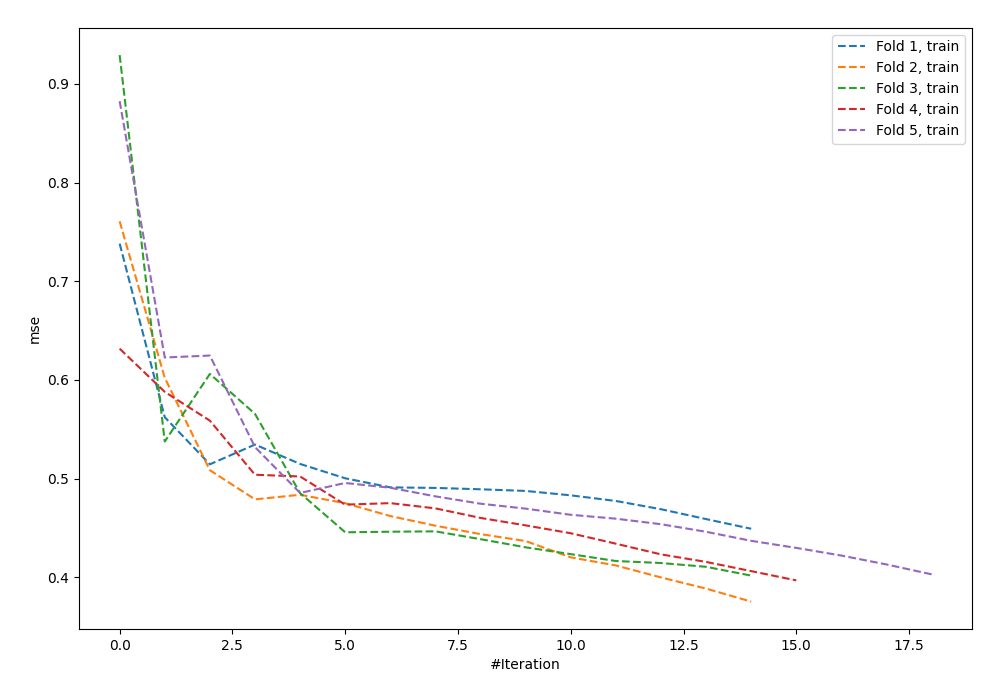 Fold 1, train
Fold 2, train
Fold 3, train
Fold 4, train
Fold 5, train
0.9
0.8
0.7
0.6
0.5
0.4
mse
0.0 2.5 5.0 7.5 10.0 12.5 15.0 17.5
#Iteration